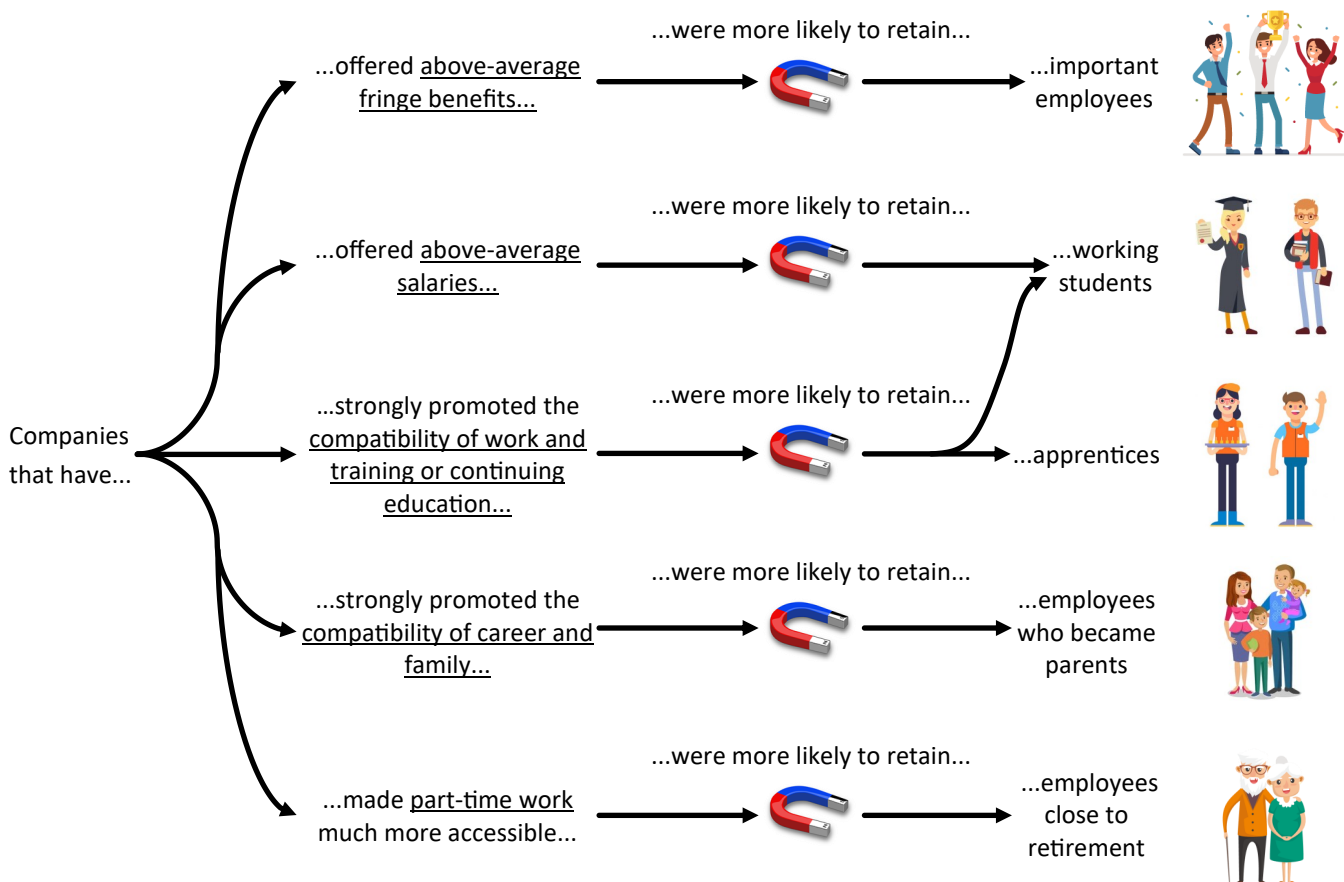 Companies
that have...
...offered above-average
fringe benefits...
...were more likely to retain...
...important
employees
...offered above-average
salaries...
...were more likely to retain...
...working
students
...strongly promoted the
compatibility of work and
training or continuing
education...
...were more likely to retain...
...apprentices
...strongly promoted the
compatibility of career and
family...
...were more likely to retain...
...employees
who became
parents
...made part-time work
much more accessible...
...were more likely to retain...
...employees
close to
retirement